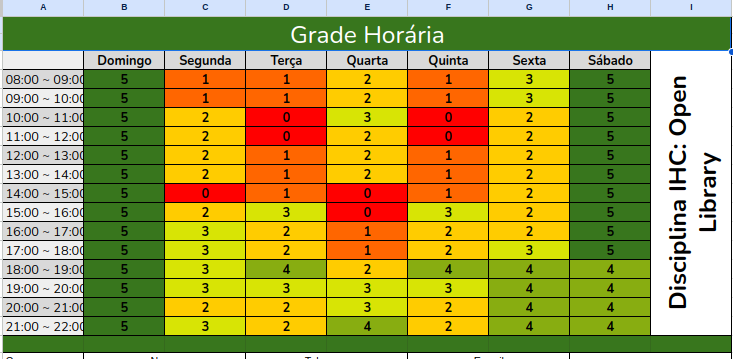 A B C D E F G H I
Grade Horária
Domingo Segunda Terça Quarta Quinta Sexta Sábado
08:00 ~ 09:00 5 1 1 2 1 3 5
09:00 ~ 10:00 5 1 1 2 1 3 5
10:00 ~ 11:00 5 2 0 3 0 2 5
11:00 ~ 12:00 5 2 0 2 0 2 5
12:00 ~ 13:00 5 2 1 2 1 2 5
13:00 ~ 14:00 5 2 1 2 1 2 5
14:00 ~ 15:00 5 0 1 0 1 2 5
15:00 ~ 16:00 5 2 3 0 3 2 5
16:00 ~ 17:00 5 3 2 1 2 2 5
17:00 ~ 18:00 5 3 2 1 2 3 5
18:00 ~ 19:00 5 3 4 2 4 4 4
19:00 ~ 20:00 5 3 3 3 3 4 4
20:00 ~ 21:00 5 2 2 3 2 4 4
21:00 ~ 22:00 5 3 2 4 2 4 4
Disciplina IHC: Open
Library